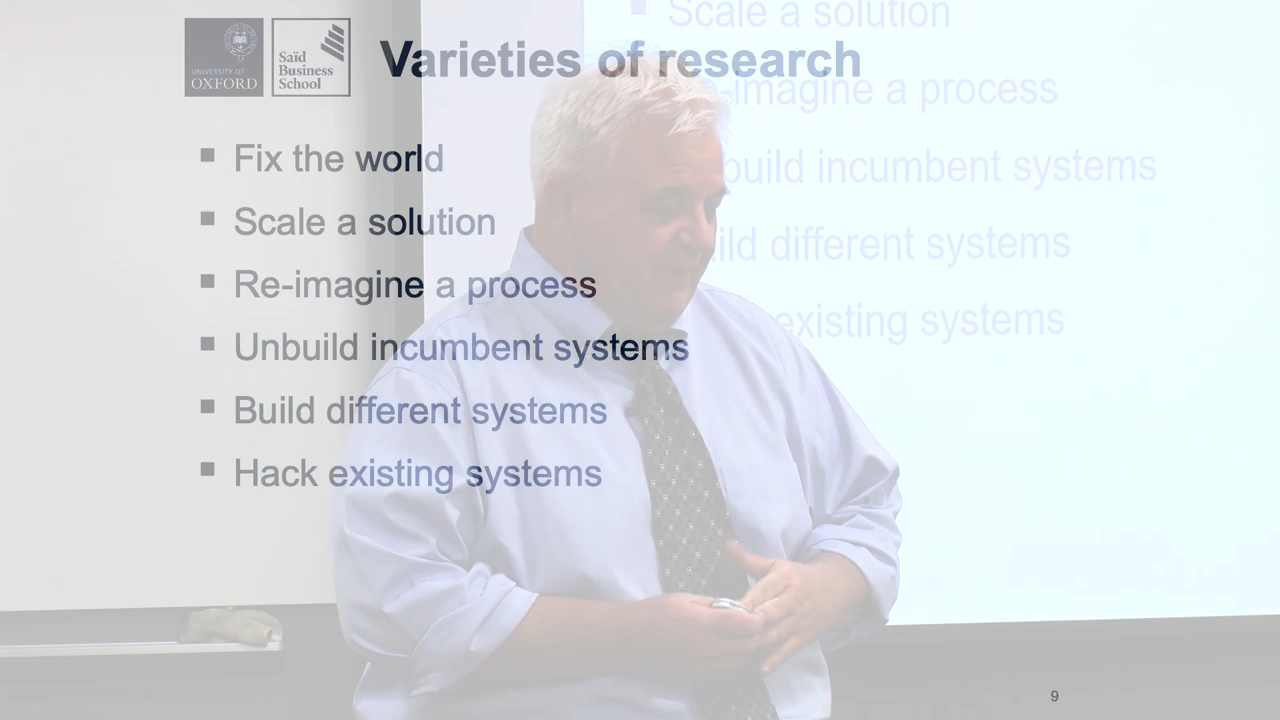 UNIVERSITY OF
OXFORD
Saïd
Business
School
Varieties of research
▪ Fix the world
▪ Scale a solution
▪ Re-imagine a process
▪ Unbuild incumbent systems
▪ Build different systems
▪ Hack existing systems
Scale a solution
-imagine a process
build incumbent systems
ild different systems
existing systems
9